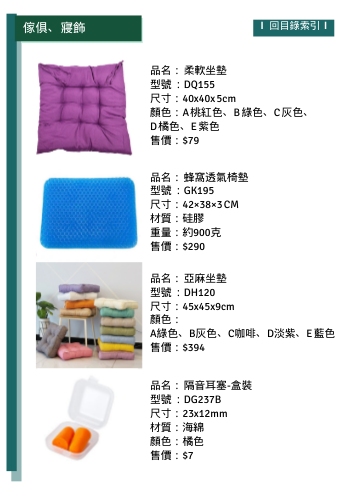 傢俱、寢飾
回目錄索引
品名：柔軟坐墊
型號：DQ155
尺寸：40x40x5cm
顏色：A桃紅色、B綠色、C灰色、
D橘色、E紫色
售價：$79
品名：蜂窩透氣椅墊
型號：GK195
尺寸：42×38×3CM
材質：硅膠
重量：約900克
售價：$290
品名：亞麻坐墊
型號：DH120
尺寸：45x45x9cm
顏色：
A綠色、B灰色、C咖啡、D淡紫、E藍色
售價：$394
品名：隔音耳塞-盒裝
型號：DG237B
尺寸：23x12mm
材質：海綿
顏色：橘色
售價：$7